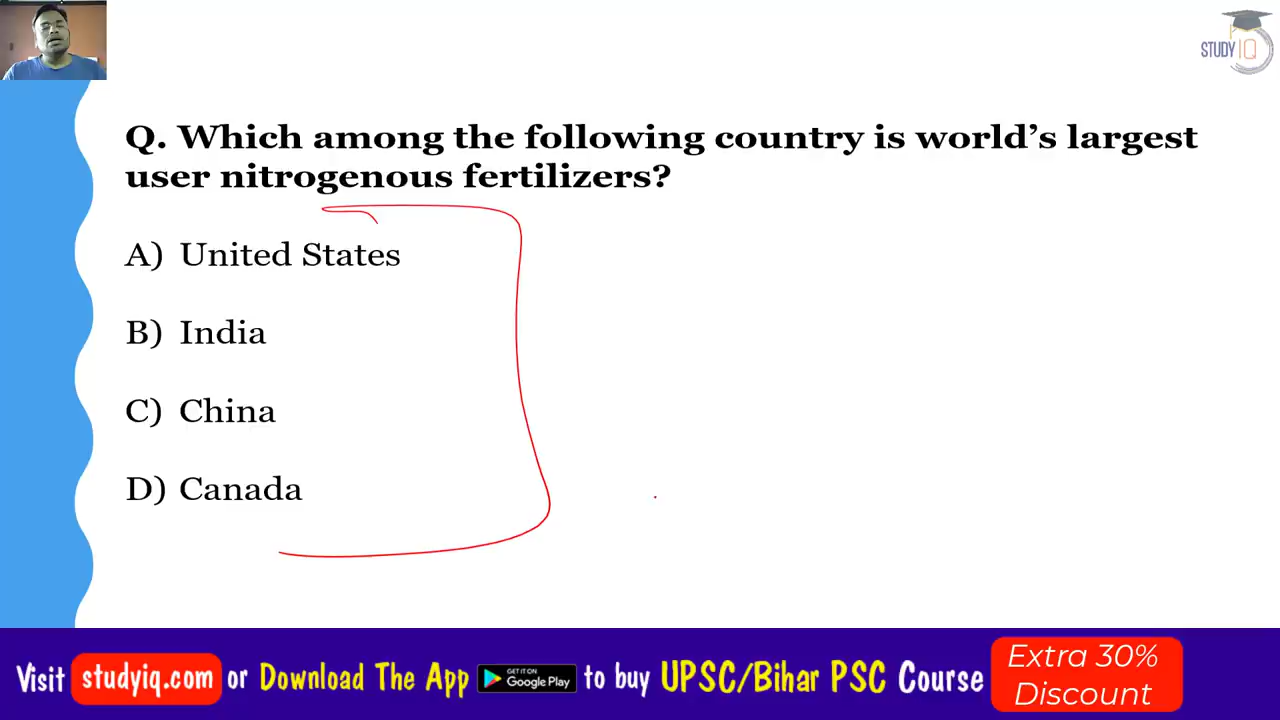 STUDY IQ
Q. Which among the following country is world’s largest
user nitrogenous fertilizers?
A) United States
B) India
C) China
D) Canada
Visit studyiq.com or Download The App GET IT ON Google Play to buy UPSC/Bihar PSC Course
Extra 30%
Discount